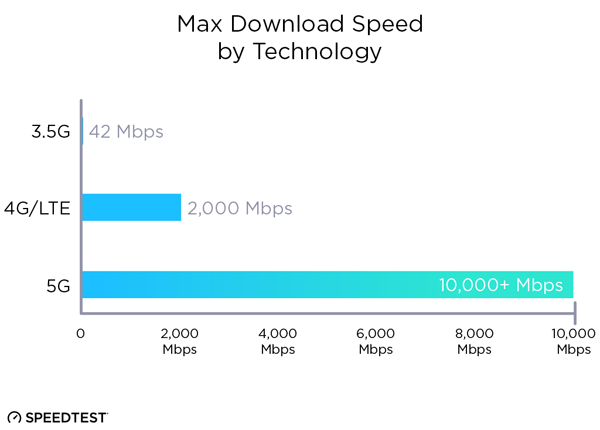 Max Download Speed
by Technology
3.5G 42 Mbps
4G/LTE 2,000 Mbps
5G 10,000+ Mbps
0 2,000 4,000 6,000 8,000 10,000
Mbps Mbps Mbps Mbps Mbps
SPEEDTEST